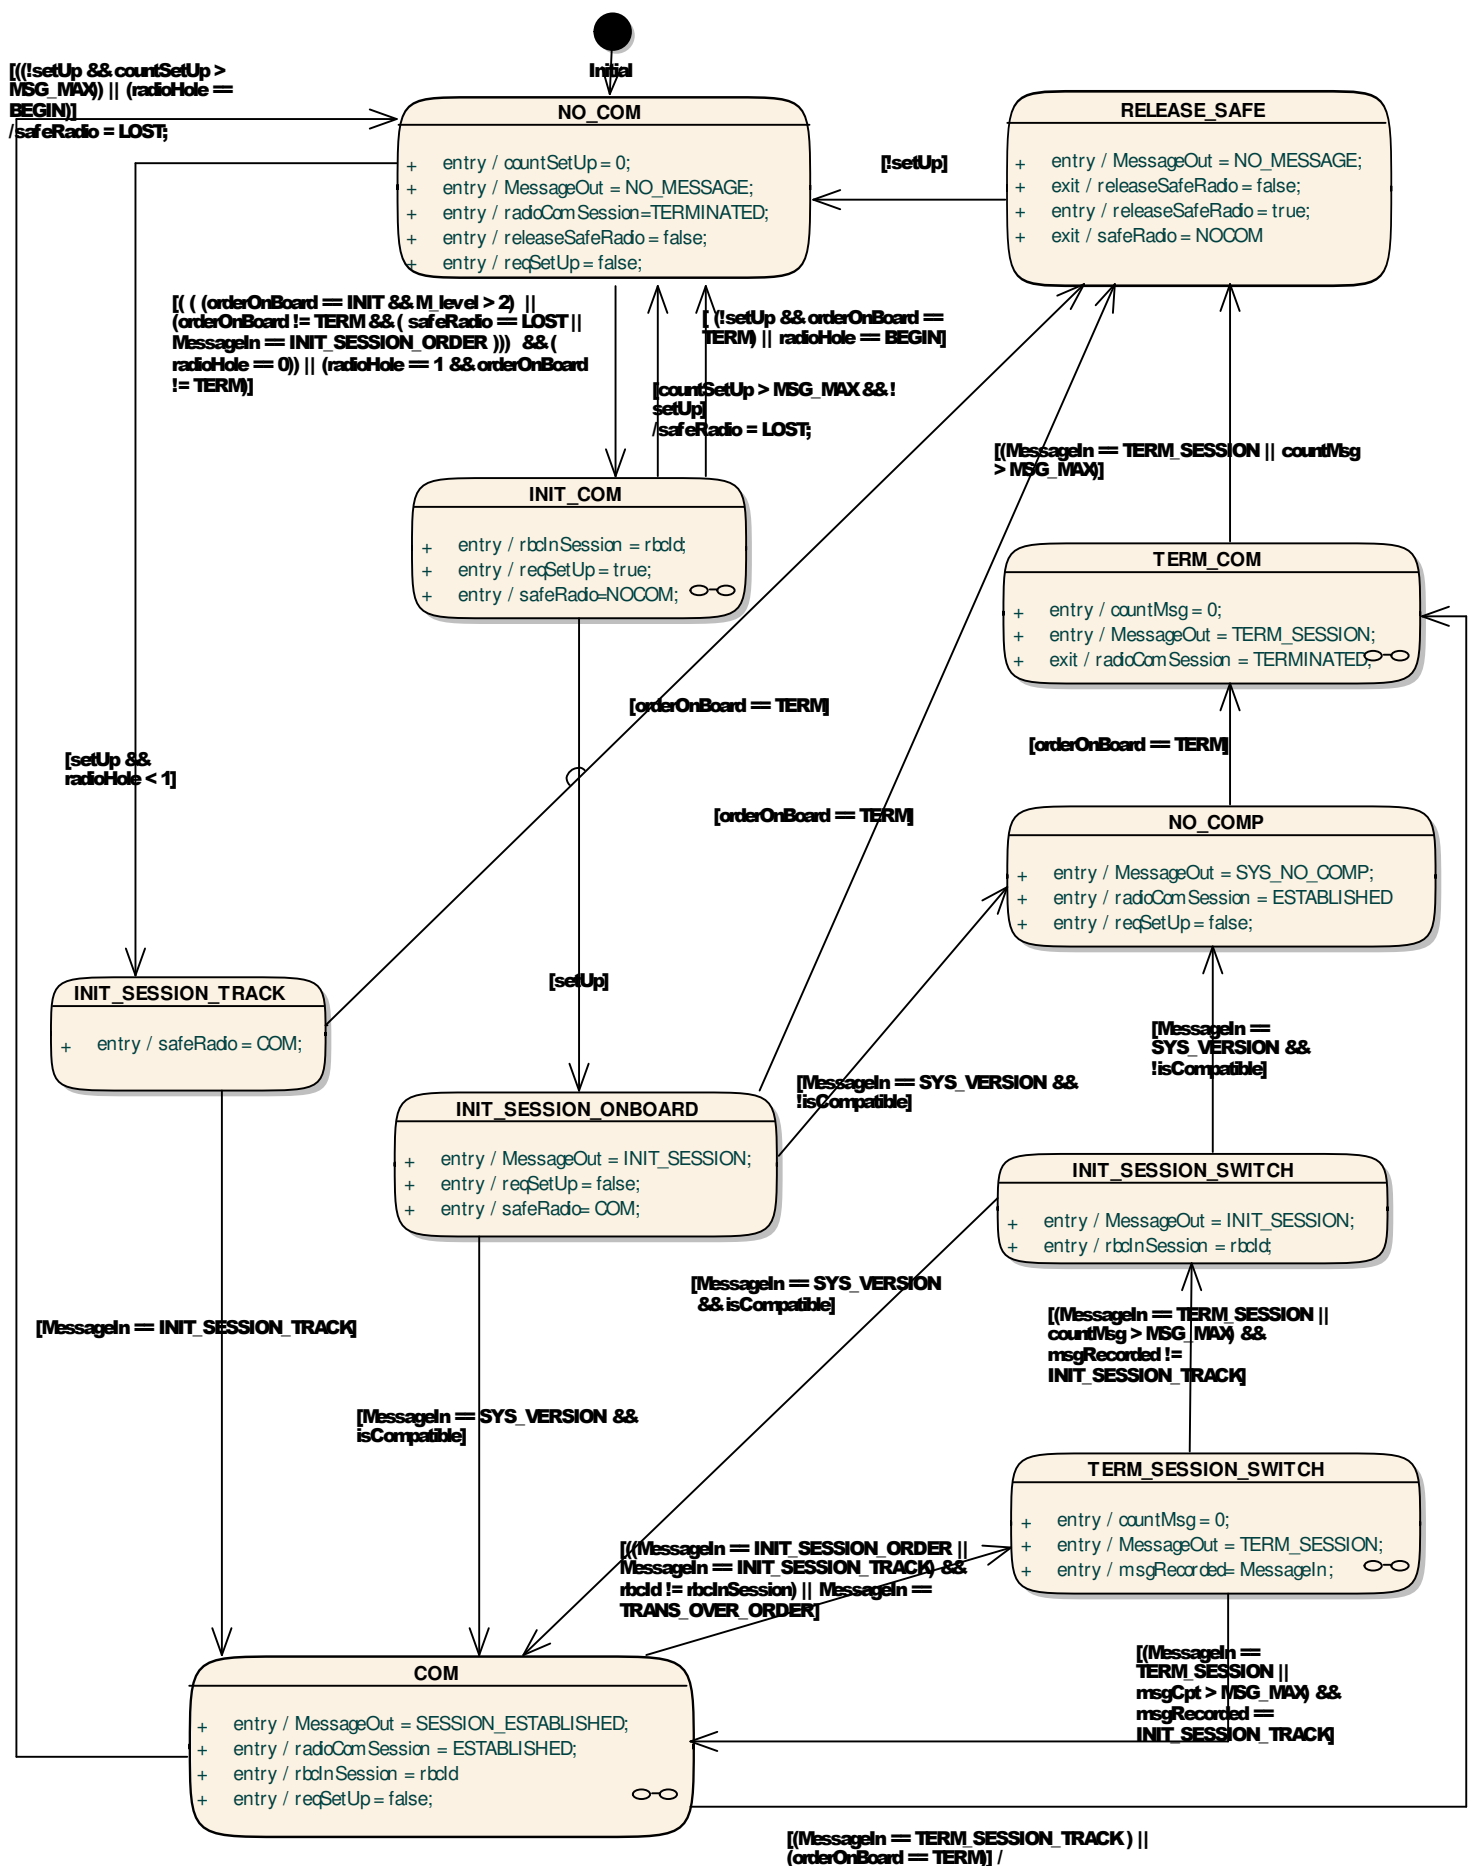 Initial
[((!setUp && countSetUp >
MSG_MAX)) || (radioHole ==
BEGIN)]
/safeRadio = LOST;
NO_COM
+ entry / countSetUp = 0;
+ entry / MessageOut = NO_MESSAGE;
+ entry / radioComSession=TERMINATED;
+ entry / releaseSafeRadio = false;
+ entry / reqSetUp = false;
[!setUp]
RELEASE_SAFE
+ entry / MessageOut = NO_MESSAGE;
+ exit / releaseSafeRadio = false;
+ entry / releaseSafeRadio = true;
+ exit / safeRadio = NOCOM
[( ( (orderOnBoard == INIT && M_level > 2) ||
(orderOnBoard != TERM && ( safeRadio == LOST ||
MessageIn == INIT_SESSION_ORDER ))) && (
radioHole == 0)) || (radioHole == 1 && orderOnBoard
!= TERM)]
[ (!setUp && orderOnBoard ==
TERM) || radioHole == BEGIN]
[countSetUp > MSG_MAX && !
setUp]
/safeRadio = LOST;
[(MessageIn == TERM_SESSION || countMsg
> MSG_MAX)]
INIT_COM
+ entry / rbcInSession = rbcId;
+ entry / reqSetUp = true;
+ entry / safeRadio=NOCOM;
TERM_COM
+ entry / countMsg = 0;
+ entry / MessageOut = TERM_SESSION;
+ exit / radioComSession = TERMINATED;
[orderOnBoard == TERM]
[orderOnBoard == TERM]
[setUp &&
radioHole < 1]
[orderOnBoard == TERM]
NO_COMP
+ entry / MessageOut = SYS_NO_COMP;
+ entry / radioComSession = ESTABLISHED
+ entry / reqSetUp = false;
[setUp]
INIT_SESSION_TRACK
+ entry / safeRadio = COM;
[MessageIn ==
SYS_VERSION &&
!isCompatible]
[MessageIn == SYS_VERSION &&
!isCompatible]
INIT_SESSION_ONBOARD
+ entry / MessageOut = INIT_SESSION;
+ entry / reqSetUp = false;
+ entry / safeRadio= COM;
INIT_SESSION_SWITCH
+ entry / MessageOut = INIT_SESSION;
+ entry / rbcInSession = rbcId;
[MessageIn == SYS_VERSION
&& isCompatible]
[MessageIn == INIT_SESSION_TRACK]
[(MessageIn == TERM_SESSION ||
countMsg > MSG_MAX) &&
msgRecorded !=
INIT_SESSION_TRACK]
[MessageIn == SYS_VERSION &&
isCompatible]
TERM_SESSION_SWITCH
+ entry / countMsg = 0;
+ entry / MessageOut = TERM_SESSION;
+ entry / msgRecorded= MessageIn;
[((MessageIn == INIT_SESSION_ORDER ||
MessageIn == INIT_SESSION_TRACK) &&
rbcId != rbcInSession) || MessageIn ==
TRANS_OVER_ORDER]
[(MessageIn ==
TERM_SESSION ||
msgCpt > MSG_MAX) &&
msgRecorded ==
INIT_SESSION_TRACK]
COM
+ entry / MessageOut = SESSION_ESTABLISHED;
+ entry / radioComSession = ESTABLISHED;
+ entry / rbcInSession = rbcId
+ entry / reqSetUp = false;
[(MessageIn == TERM_SESSION_TRACK ) ||
(orderOnBoard == TERM)] /